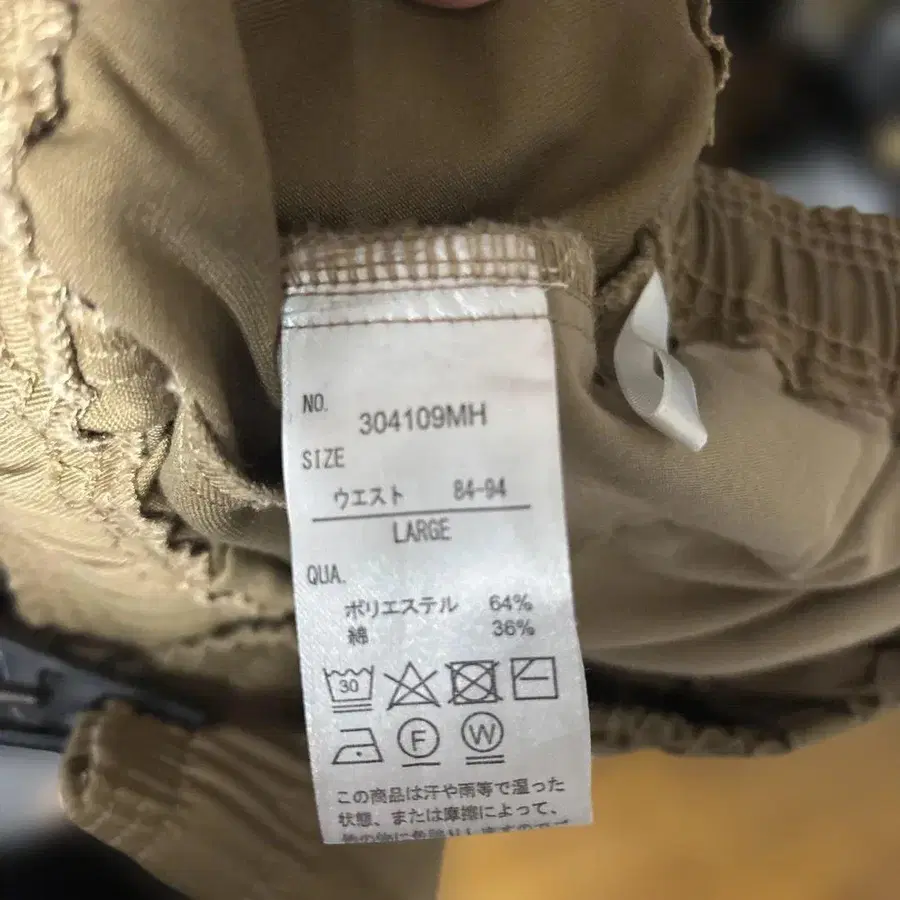 NO.
304109MH
SIZE
ウエスト 84-94
LARGE
QUA.
ポリエステル 64%
綿 36%
30
F W
この商品は汗や雨等で湿った
状態、または摩擦によって、